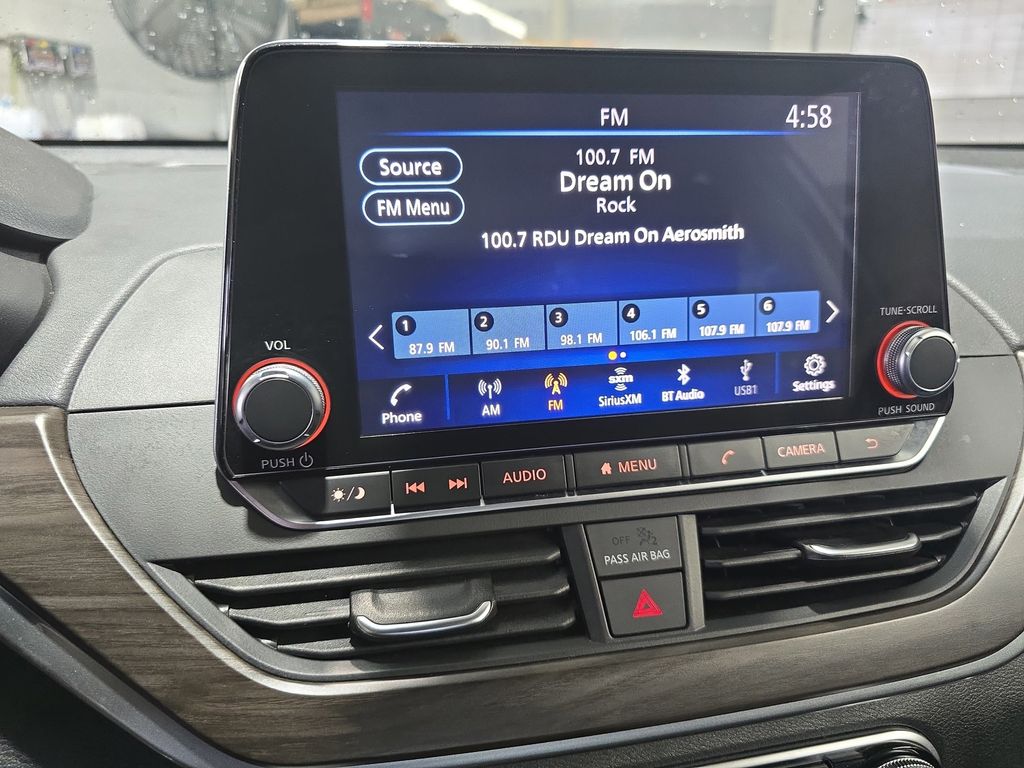 FM
4:58
Source
FM Menu
100.7 FM
Dream On
Rock
100.7 RDU Dream On Aerosmith
1
87.9 FM
2
90.1 FM
3
98.1 FM
4
106.1 FM
5
107.9 FM
6
107.9 FM
Phone
AM
FM
sxm
SiriusXM
BT Audio
USB1
Settings
VOL
PUSH
TUNE·SCROLL
PUSH SOUND
AUDIO
MENU
CAMERA
OFF
PASS AIR BAG